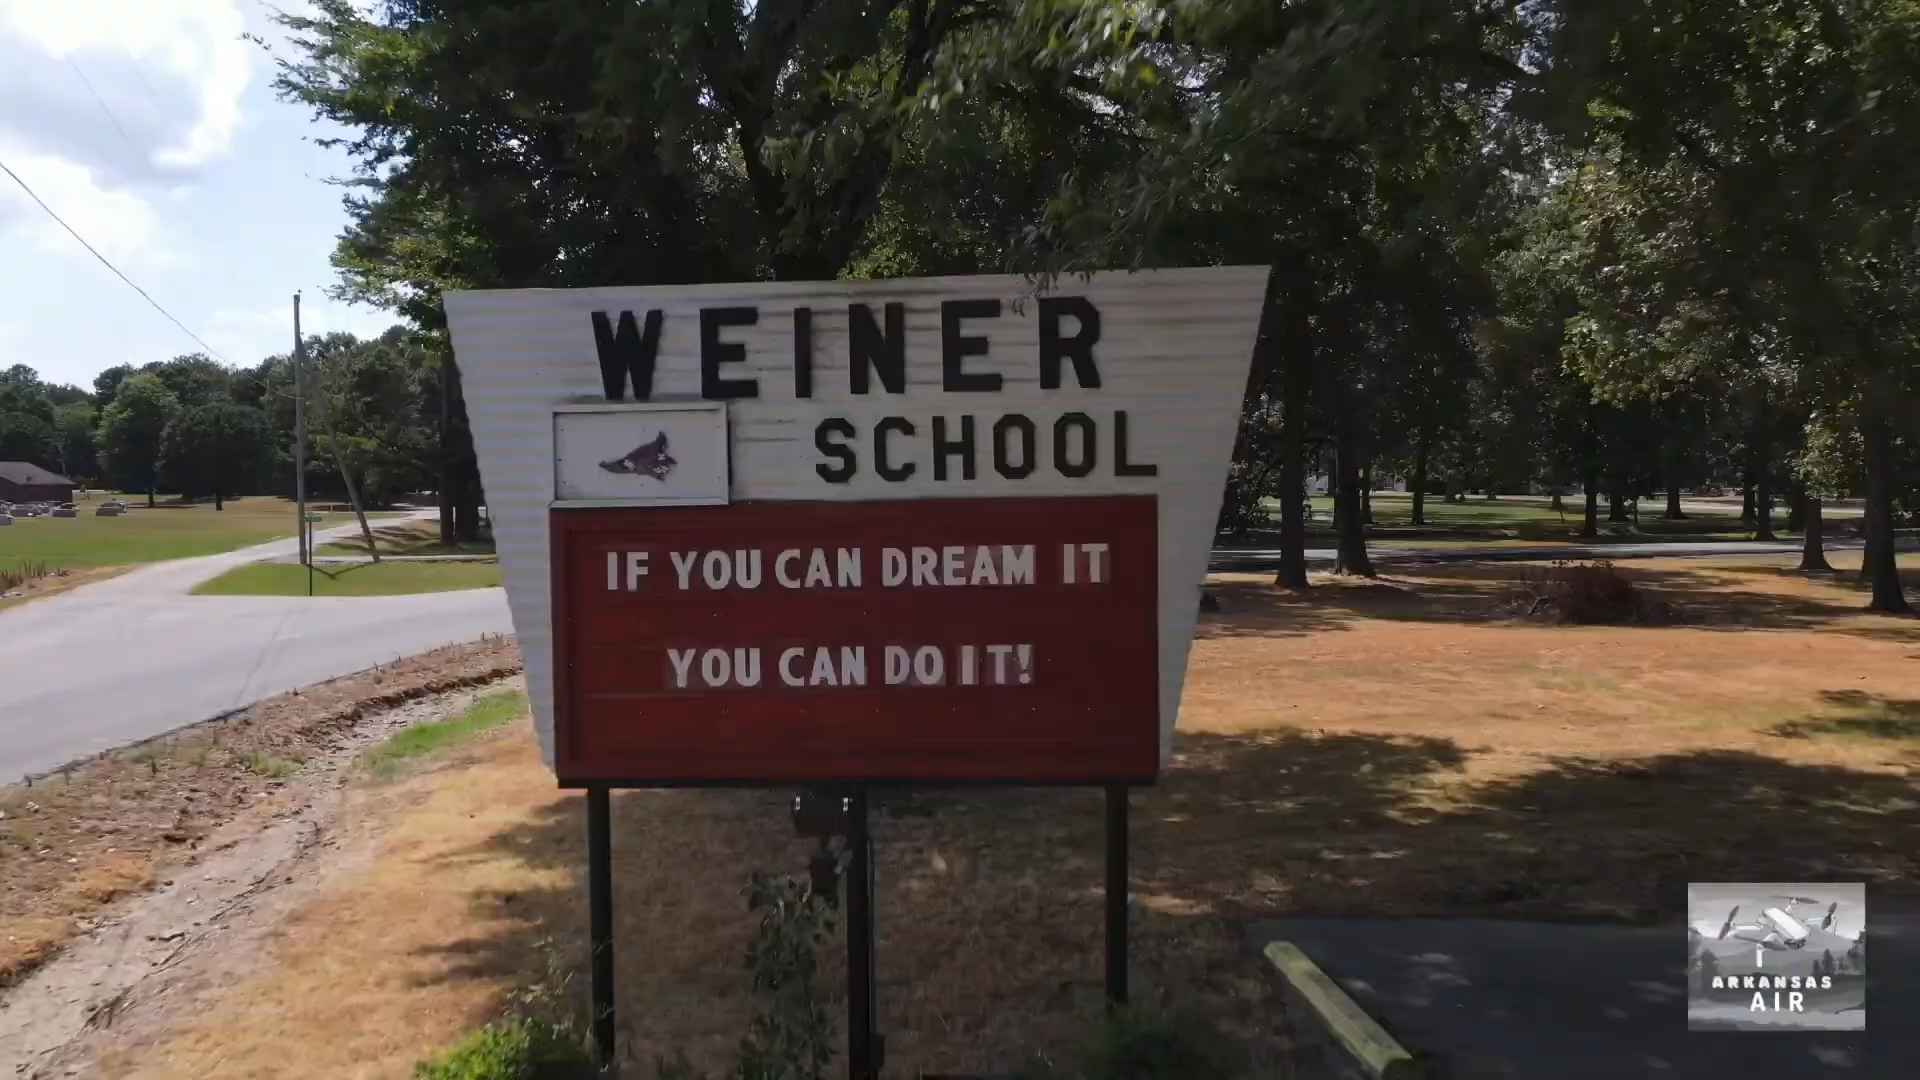 WEINER
SCHOOL
IF YOU CAN DREAM IT
YOU CAN DO IT!
ARKANSAS
AIR